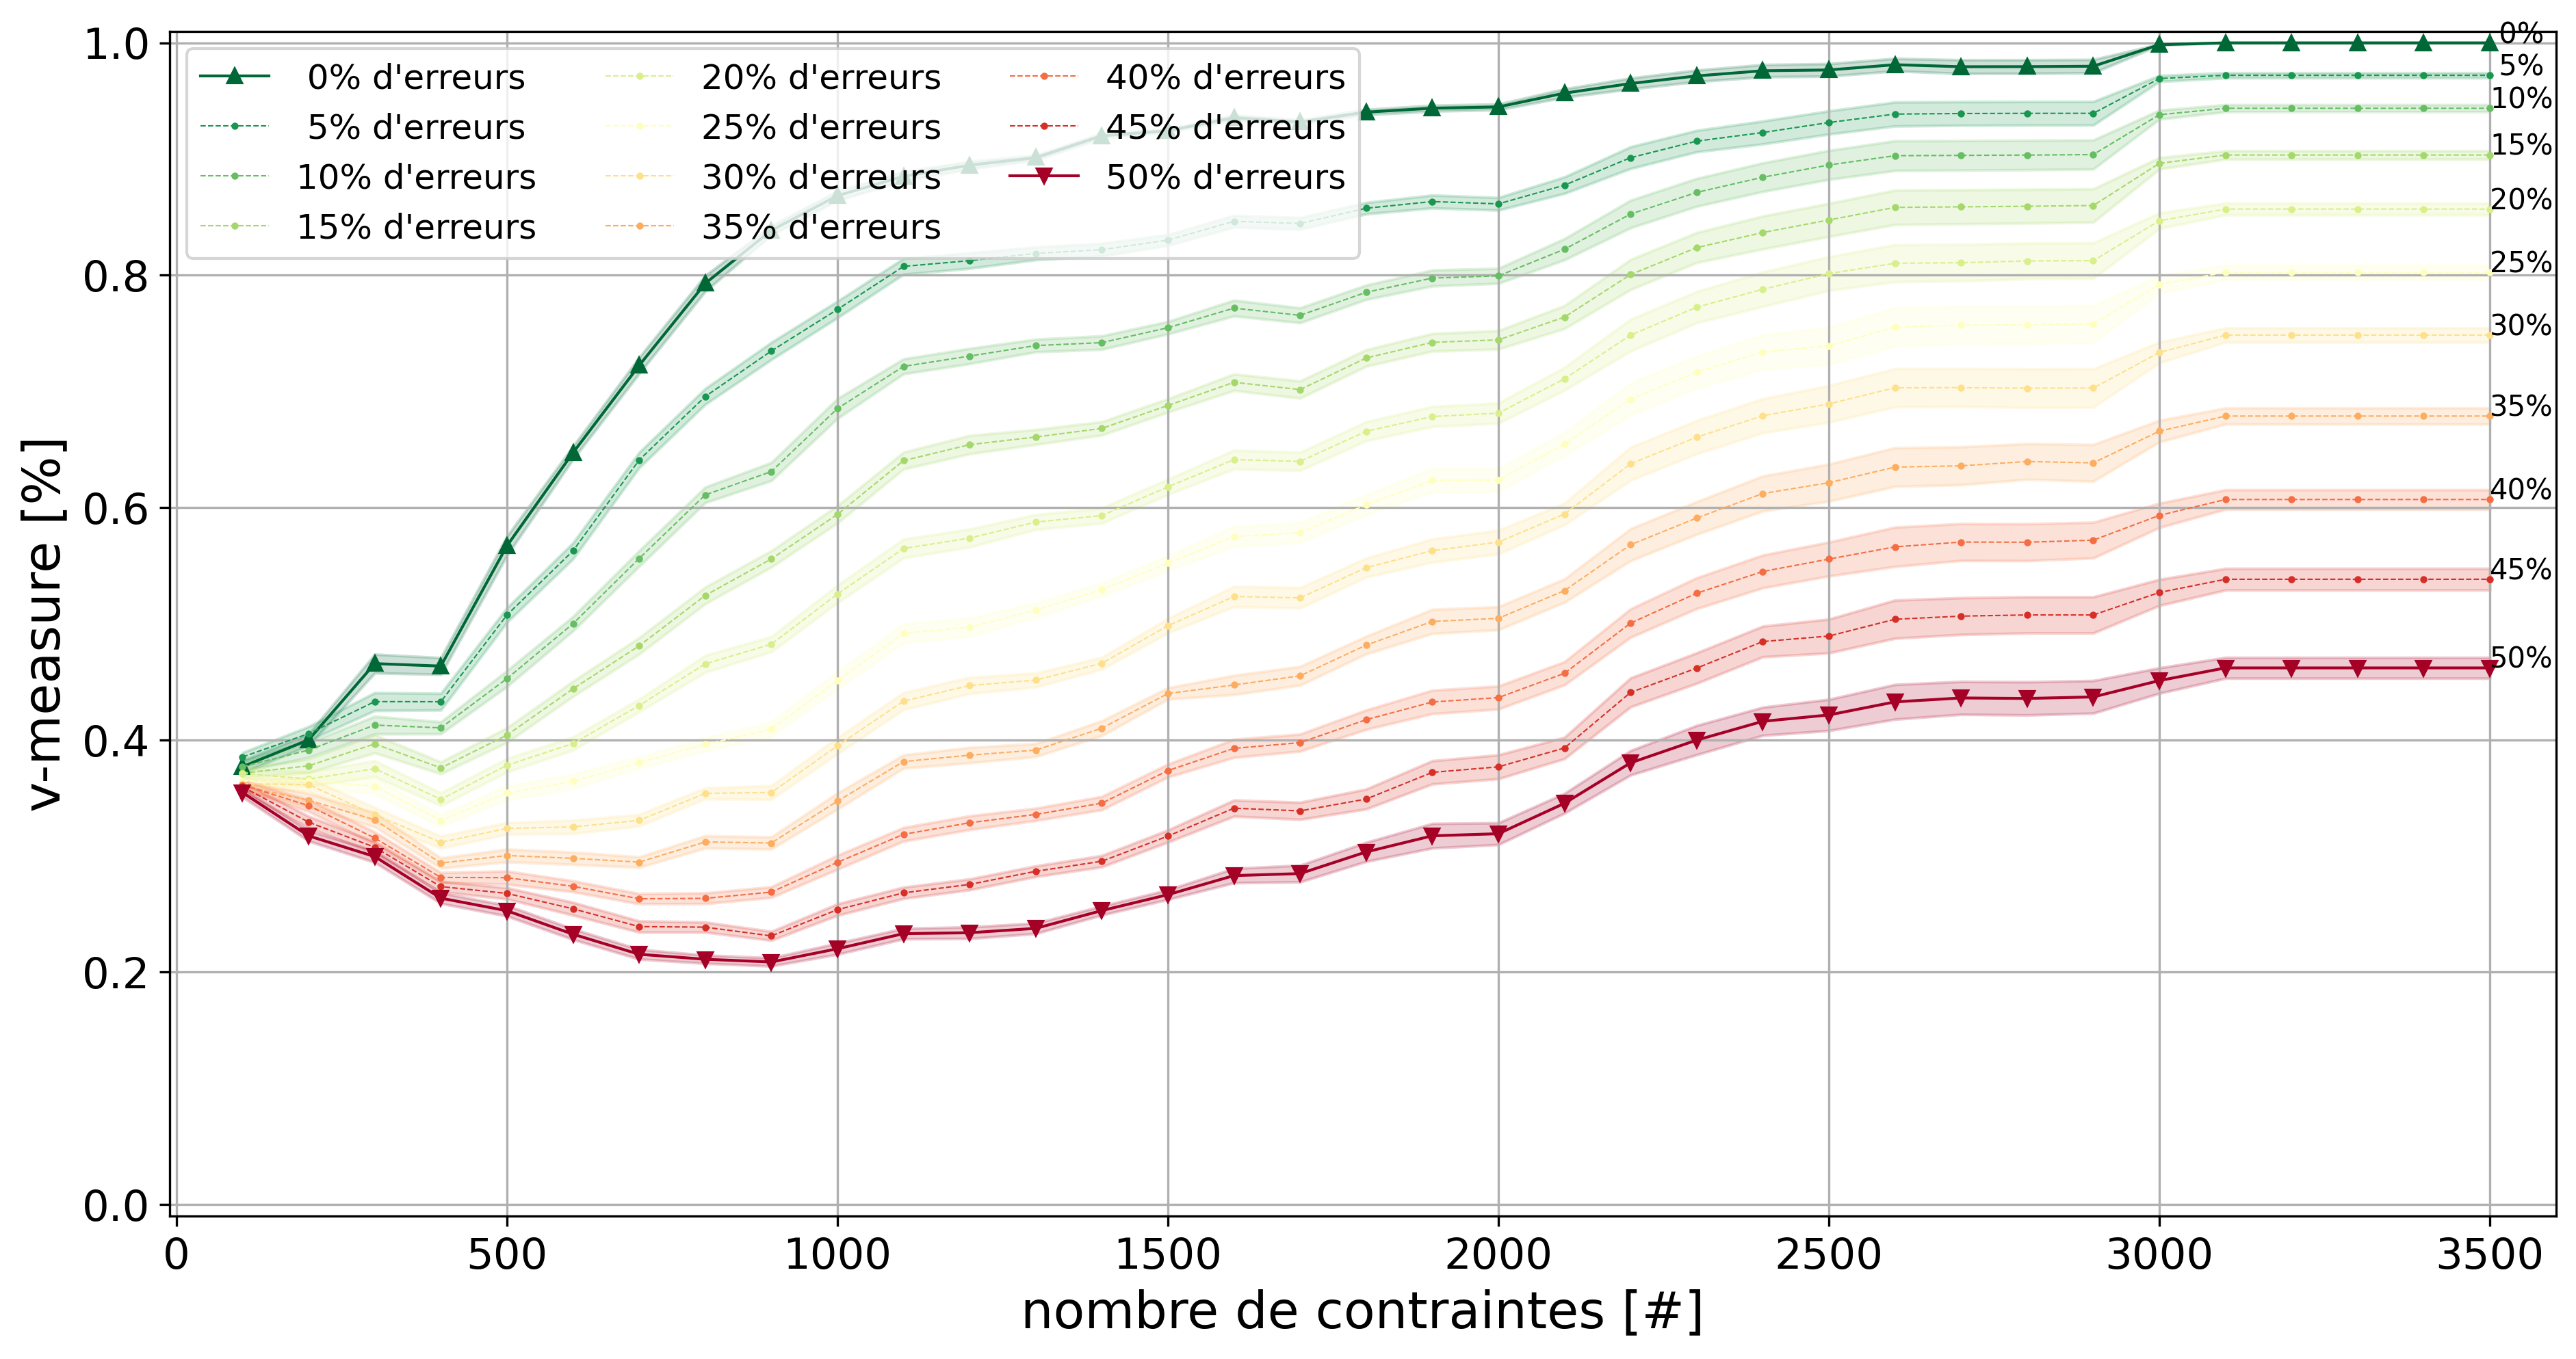 v-measure [%]
1.0
0.8
0.6
0.4
0.2
0.0
0% d'erreurs
5% d'erreurs
10% d'erreurs
15% d'erreurs
20% d'erreurs
25% d'erreurs
30% d'erreurs
35% d'erreurs
40% d'erreurs
45% d'erreurs
50% d'erreurs
0%
5%
10%
15%
20%
25%
30%
35%
40%
45%
50%
0 500 1000 1500 2000 2500 3000 3500
nombre de contraintes [#]